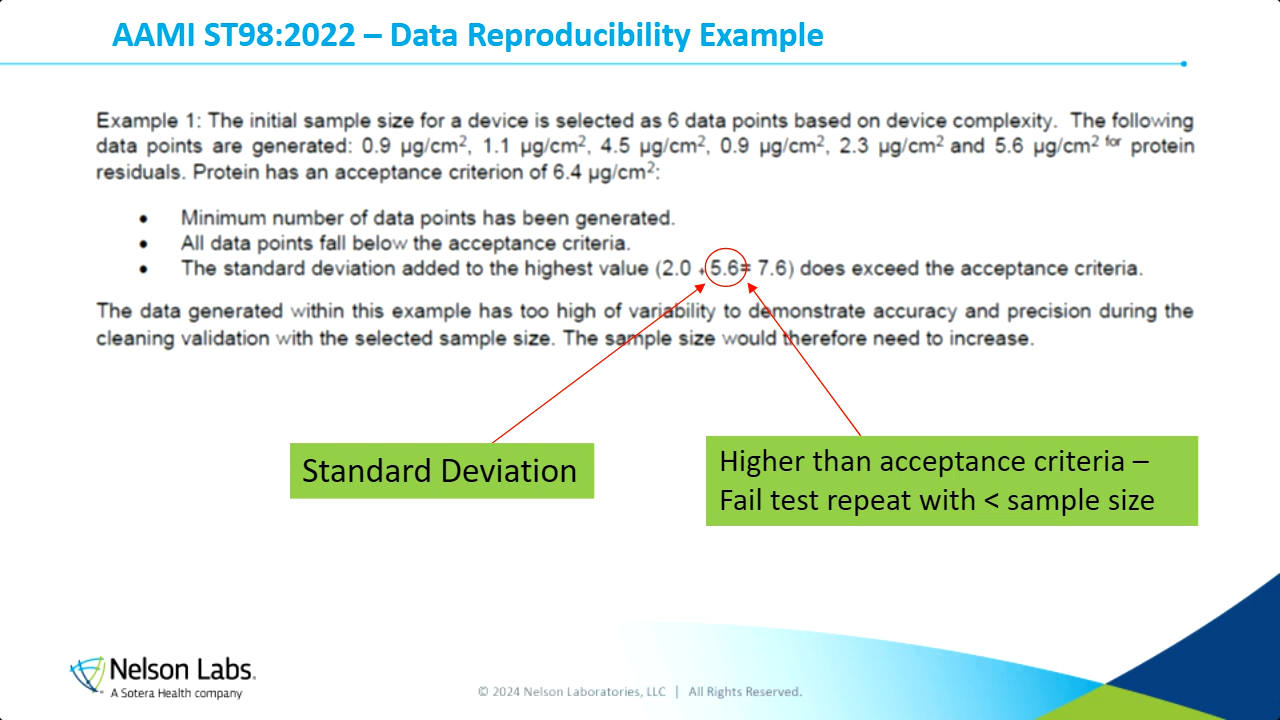 AAMI ST98:2022 – Data Reproducibility Example
Example 1: The initial sample size for a device is selected as 6 data points based on device complexity. The following
data points are generated: 0.9 µg/cm², 1.1 µg/cm², 4.5 µg/cm², 0.9 µg/cm², 2.3 µg/cm² and 5.6 µg/cm² for protein
residuals. Protein has an acceptance criterion of 6.4 µg/cm²:
• Minimum number of data points has been generated.
• All data points fall below the acceptance criteria.
• The standard deviation added to the highest value (2.0 + 5.6= 7.6) does exceed the acceptance criteria.
The data generated within this example has too high of variability to demonstrate accuracy and precision during the
cleaning validation with the selected sample size. The sample size would therefore need to increase.
Standard Deviation
Higher than acceptance criteria –
Fail test repeat with < sample size
Nelson Labs.
A Sotera Health company
© 2024 Nelson Laboratories, LLC | All Rights Reserved.